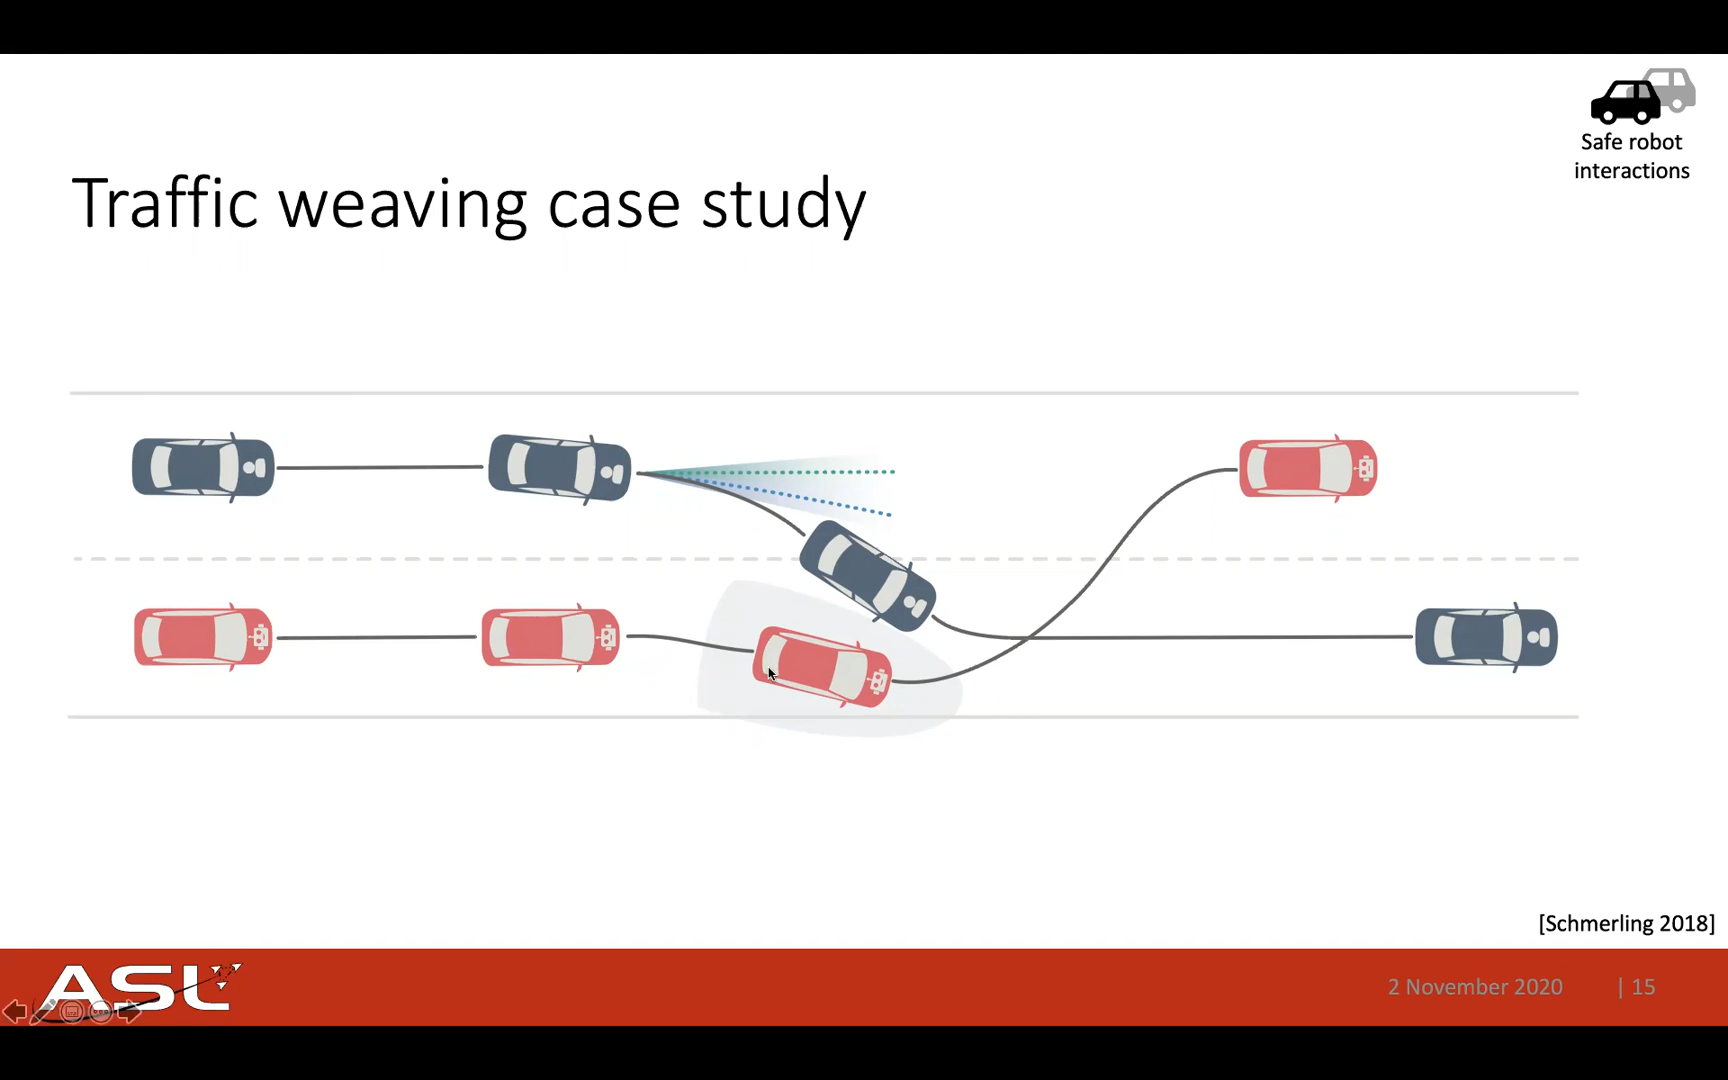 Safe robot
interactions
Traffic weaving case study
[Schmerling 2018]
ASL
2 November 2020
| 15